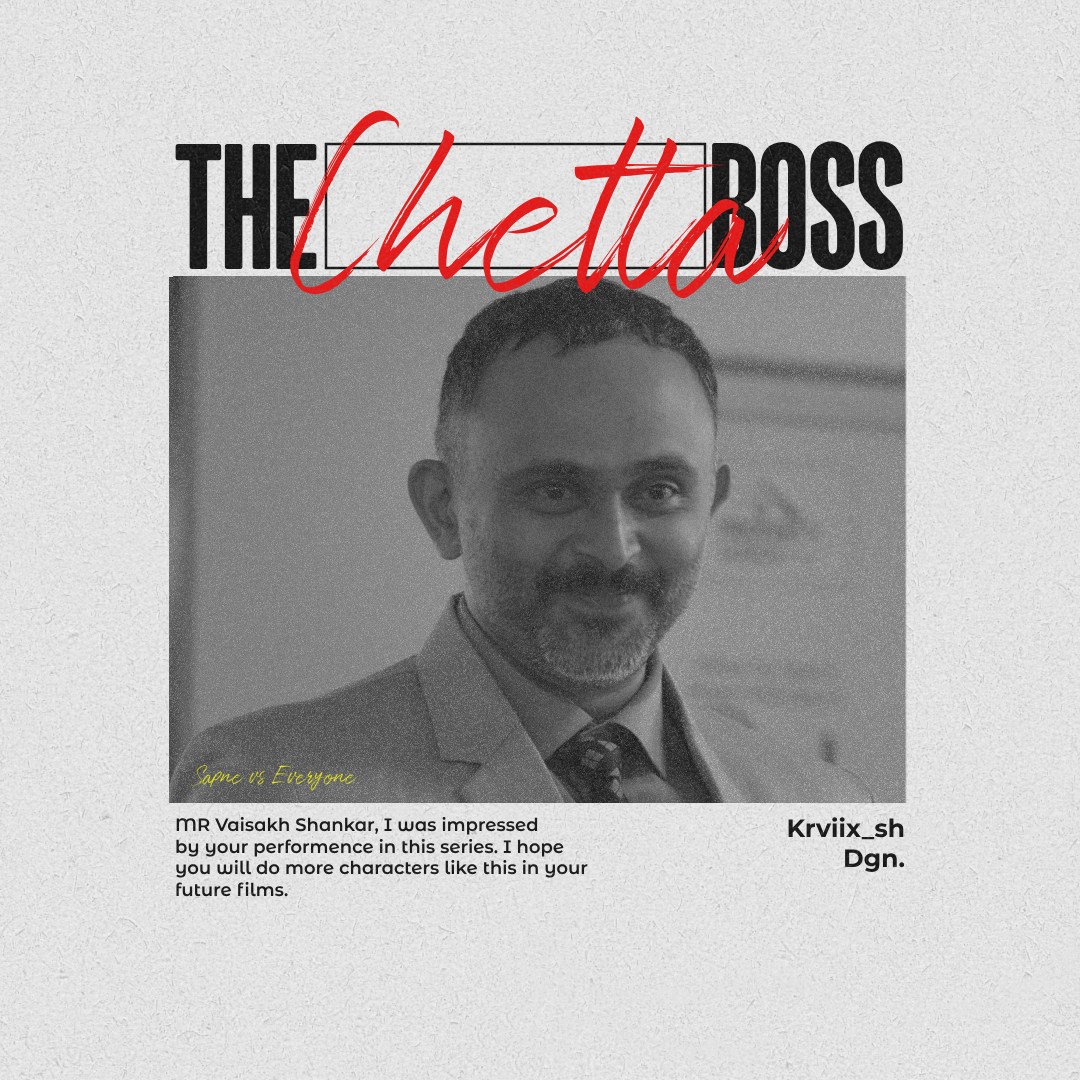 THE Chetta BOSS
Sapne vs Everyone
MR Vaisakh Shankar, I was impressed
by your performence in this series. I hope
you will do more characters like this in your
future films.
Krviix_sh
Dgn.